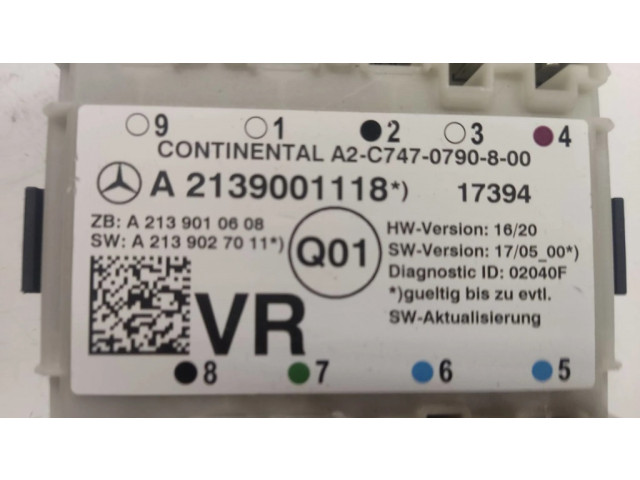 9 1 2 3 4
CONTINENTAL A2-C747-0790-8-00
A 2139001118*) 17394
ZB: A 213 901 06 08
SW: A 213 902 70 11*)
Q01
HW-Version: 16/20
SW-Version: 17/05_00*)
Diagnostic ID: 02040F
*)gueltig bis zu evtl.
SW-Aktualisierung
VR
8 7 6 5